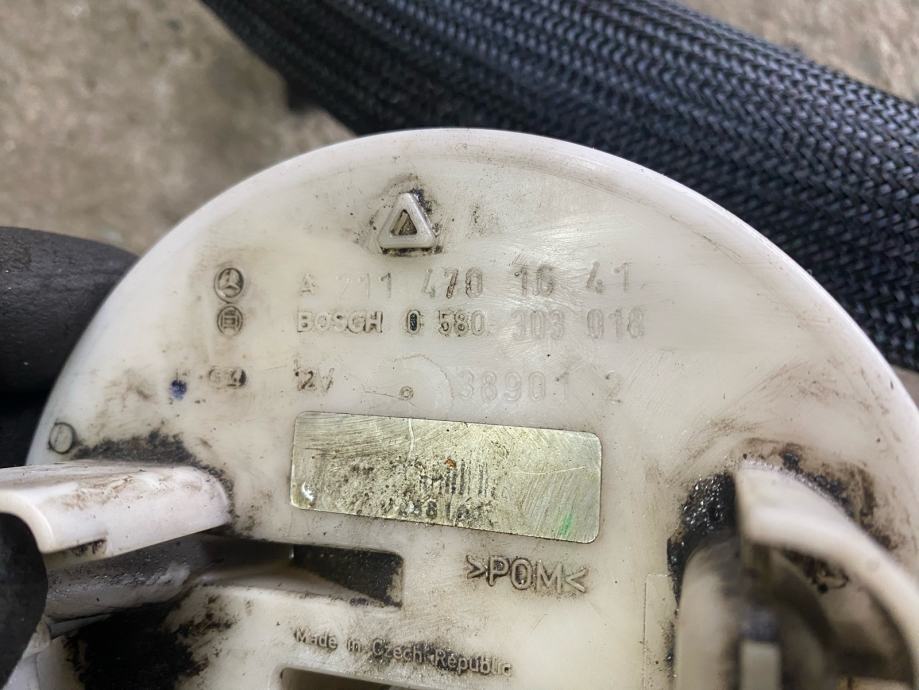 A 211 470 16 41
BOSCH 0 580 303 018
12V 38901 2
>POM<
Made in Czech Republic